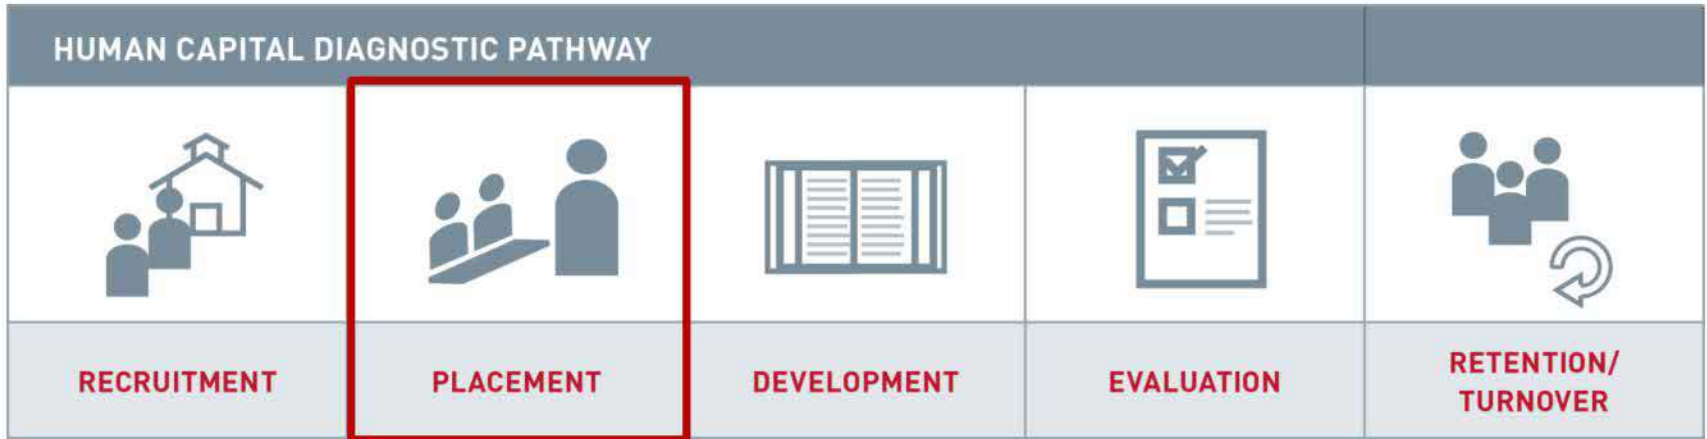 HUMAN CAPITAL DIAGNOSTIC PATHWAY
RECRUITMENT
PLACEMENT
DEVELOPMENT
EVALUATION
RETENTION/
TURNOVER